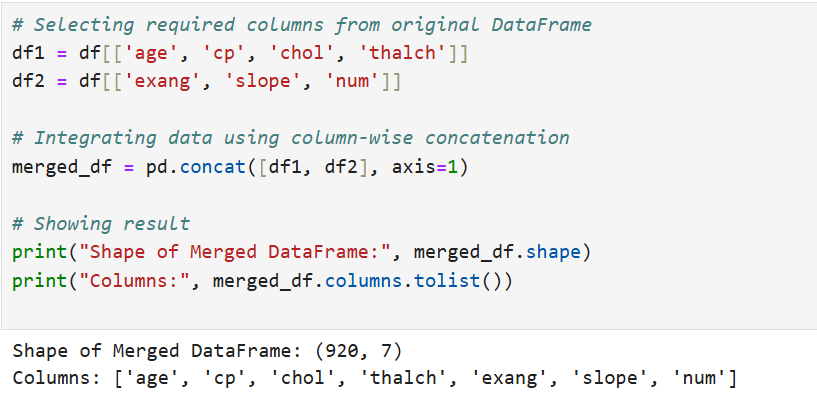 # Selecting required columns from original DataFrame
df1 = df[['age', 'cp', 'chol', 'thalch']]
df2 = df[['exang', 'slope', 'num']]
# Integrating data using column-wise concatenation
merged_df = pd.concat([df1, df2], axis=1)
# Showing result
print("Shape of Merged DataFrame:", merged_df.shape)
print("Columns:", merged_df.columns.tolist())
Shape of Merged DataFrame: (920, 7)
Columns: ['age', 'cp', 'chol', 'thalch', 'exang', 'slope', 'num']